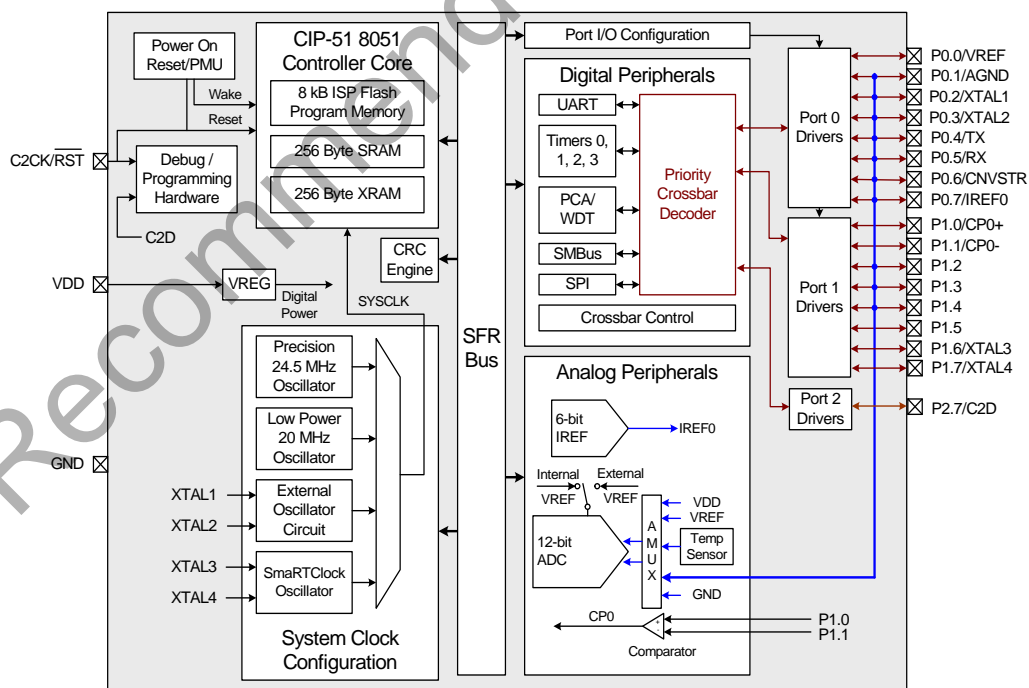 Recommend
Power On
Reset/PMU
Wake
Reset
C2CK/RST
Debug /
Programming
Hardware
C2D
VDD
VREG
Digital
Power
GND
CIP-51 8051
Controller Core
8 kB ISP Flash
Program Memory
256 Byte SRAM
256 Byte XRAM
CRC
Engine
SYSCLK
Precision
24.5 MHz
Oscillator
Low Power
20 MHz
Oscillator
External
Oscillator
Circuit
SmaRTClock
Oscillator
XTAL1
XTAL2
XTAL3
XTAL4
System Clock
Configuration
SFR
Bus
Port I/O Configuration
Digital Peripherals
UART
Timers 0,
1, 2, 3
PCA/
WDT
SMBus
SPI
Priority
Crossbar
Decoder
Crossbar Control
Analog Peripherals
6-bit
IREF
IREF0
Internal
External
VREF
VREF
12-bit
ADC
A
M
U
X
VDD
VREF
Temp
Sensor
GND
CP0
+
-
Comparator
P1.0
P1.1
Port 0
Drivers
Port 1
Drivers
Port 2
Drivers
P0.0/VREF
P0.1/AGND
P0.2/XTAL1
P0.3/XTAL2
P0.4/TX
P0.5/RX
P0.6/CNVSTR
P0.7/IREF0
P1.0/CP0+
P1.1/CP0-
P1.2
P1.3
P1.4
P1.5
P1.6/XTAL3
P1.7/XTAL4
P2.7/C2D